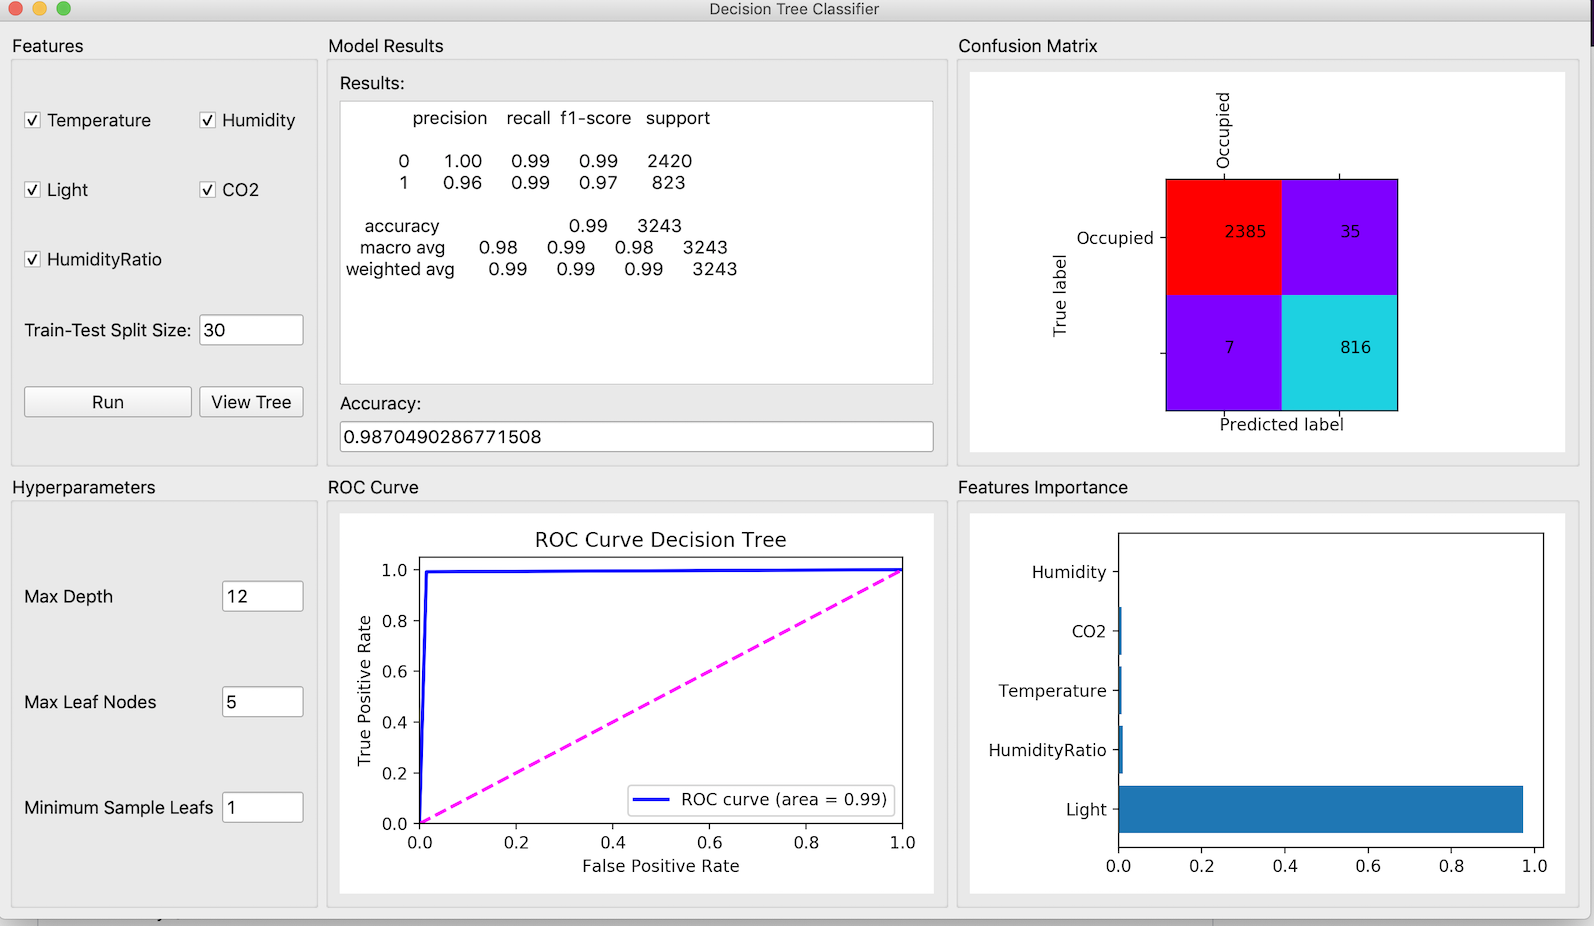 Decision Tree Classifier
Features
Temperature
Humidity
Light
CO2
HumidityRatio
Train-Test Split Size: 30
Run
View Tree
Model Results
Results:
precision recall f1-score support
0 1.00 0.99 0.99 2420
1 0.96 0.99 0.97 823
accuracy 0.99 3243
macro avg 0.98 0.99 0.98 3243
weighted avg 0.99 0.99 0.99 3243
Accuracy:
0.9870490286771508
Confusion Matrix
Occupied
Occupied
True label
2385 35
7 816
Predicted label
Hyperparameters
Max Depth 12
Max Leaf Nodes 5
Minimum Sample Leafs 1
ROC Curve
ROC Curve Decision Tree
True Positive Rate
1.0
0.8
0.6
0.4
0.2
0.0
ROC curve (area = 0.99)
0.0 0.2 0.4 0.6 0.8 1.0
False Positive Rate
Features Importance
Humidity
CO2
Temperature
HumidityRatio
Light
0.0 0.2 0.4 0.6 0.8 1.0